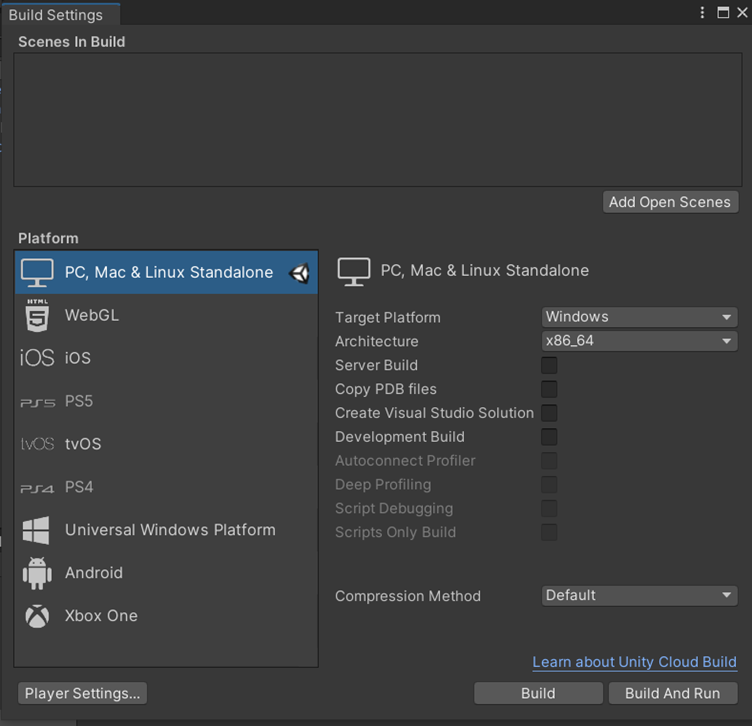 Build Settings
Scenes In Build
Add Open Scenes
Platform
PC, Mac & Linux Standalone
HTML
5
WebGL
iOS iOS
PS5 PS5
tvOS tvOS
PS4 PS4
Universal Windows Platform
Android
Xbox One
PC, Mac & Linux Standalone
Target Platform Windows
Architecture x86_64
Server Build
Copy PDB files
Create Visual Studio Solution
Development Build
Autoconnect Profiler
Deep Profiling
Script Debugging
Scripts Only Build
Compression Method Default
Learn about Unity Cloud Build
Player Settings...
Build
Build And Run